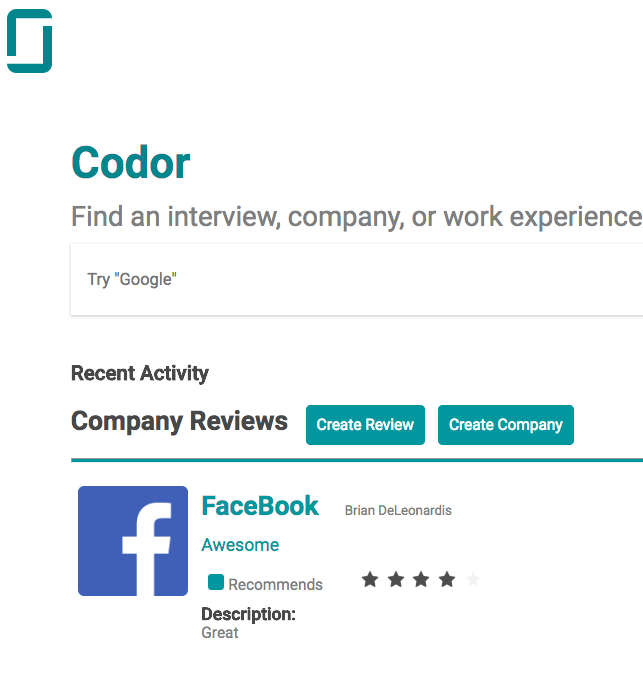 Codor
Find an interview, company, or work experience
Try "Google"
Recent Activity
Company Reviews Create Review Create Company
FaceBook Brian DeLeonardis
Awesome
Recommends
Description:
Great